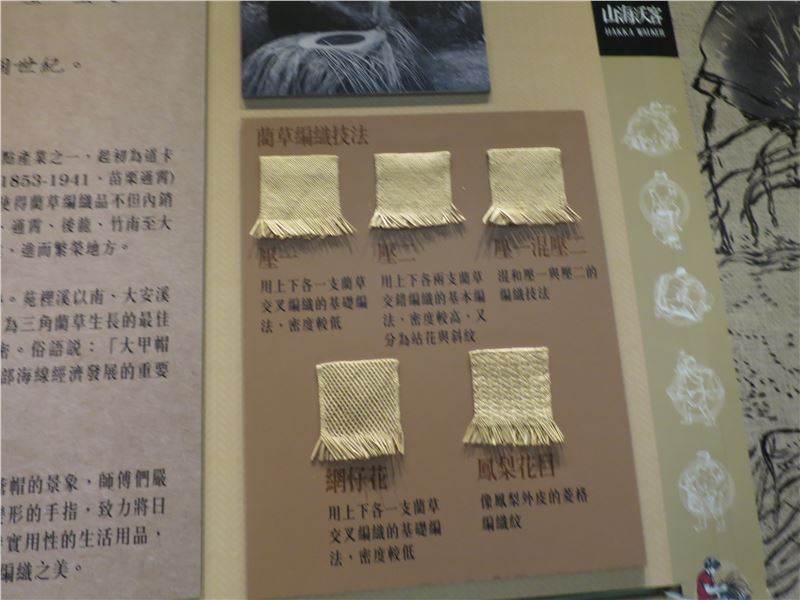 個世紀。
點產業之一、起初為道卡
1853-1941、苗栗通霄)
使得藺草編織品不但內銷
、通霄、後龍、竹南至大
、進而繁榮地方。
。苑裡溪以南、大安溪
為三角藺草生長的最佳
密。俗語說：「大甲帽
部海線經濟發展的重要
帽的景象，師傅們嚴
變形的手指，致力將日
實用性的生活用品，
編織之美。
藺草編織技法
壓一
用上下各一支藺草
交叉編織的基礎編
法，密度較低
壓二
用上下各兩支藺草
交錯編織的基本編
法，密度較高，又
分為站花與斜紋
壓一混壓二
混和壓一與壓二的
編織技法
網仔花
用上下各一支藺草
交叉編織的基礎編
法，密度較低
鳳梨花目
像鳳梨外皮的菱格
編織紋
山海沃客
HAKKA WALKER